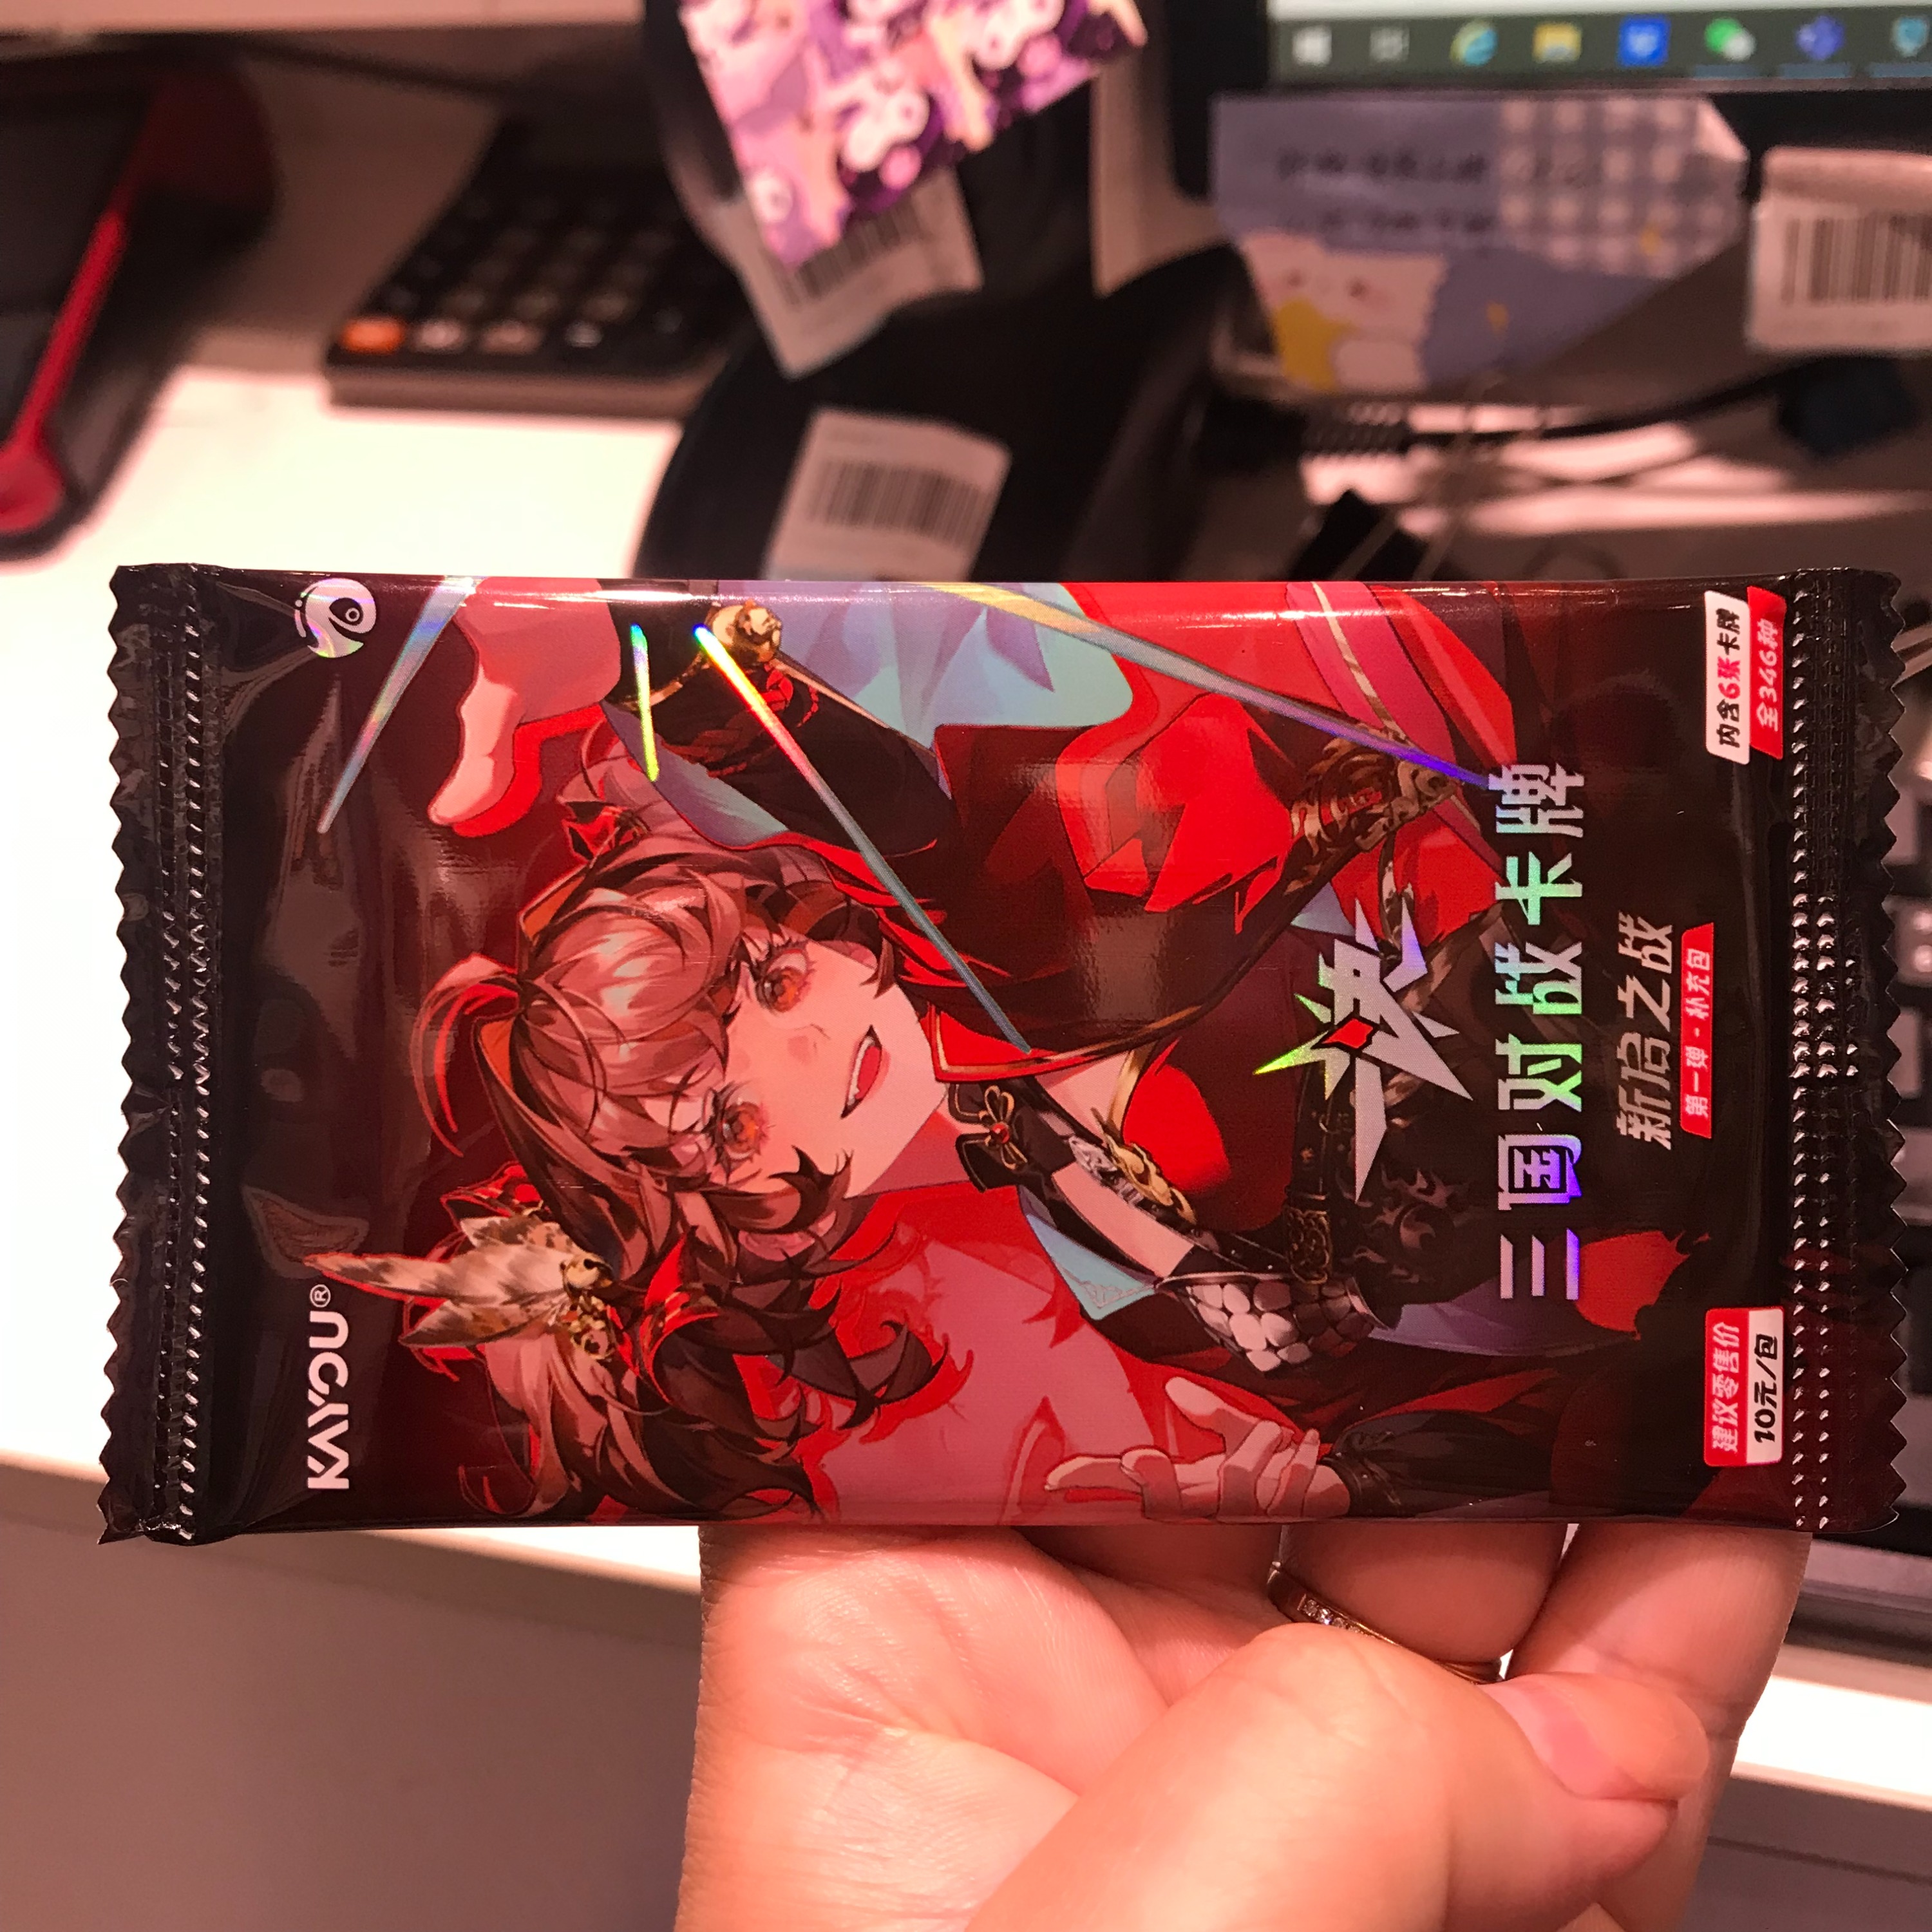 KAYOU®
决
三国对战卡牌
新启之战
第一弹-补充包
建议零售价
10元/包
内含6张卡牌
全346种